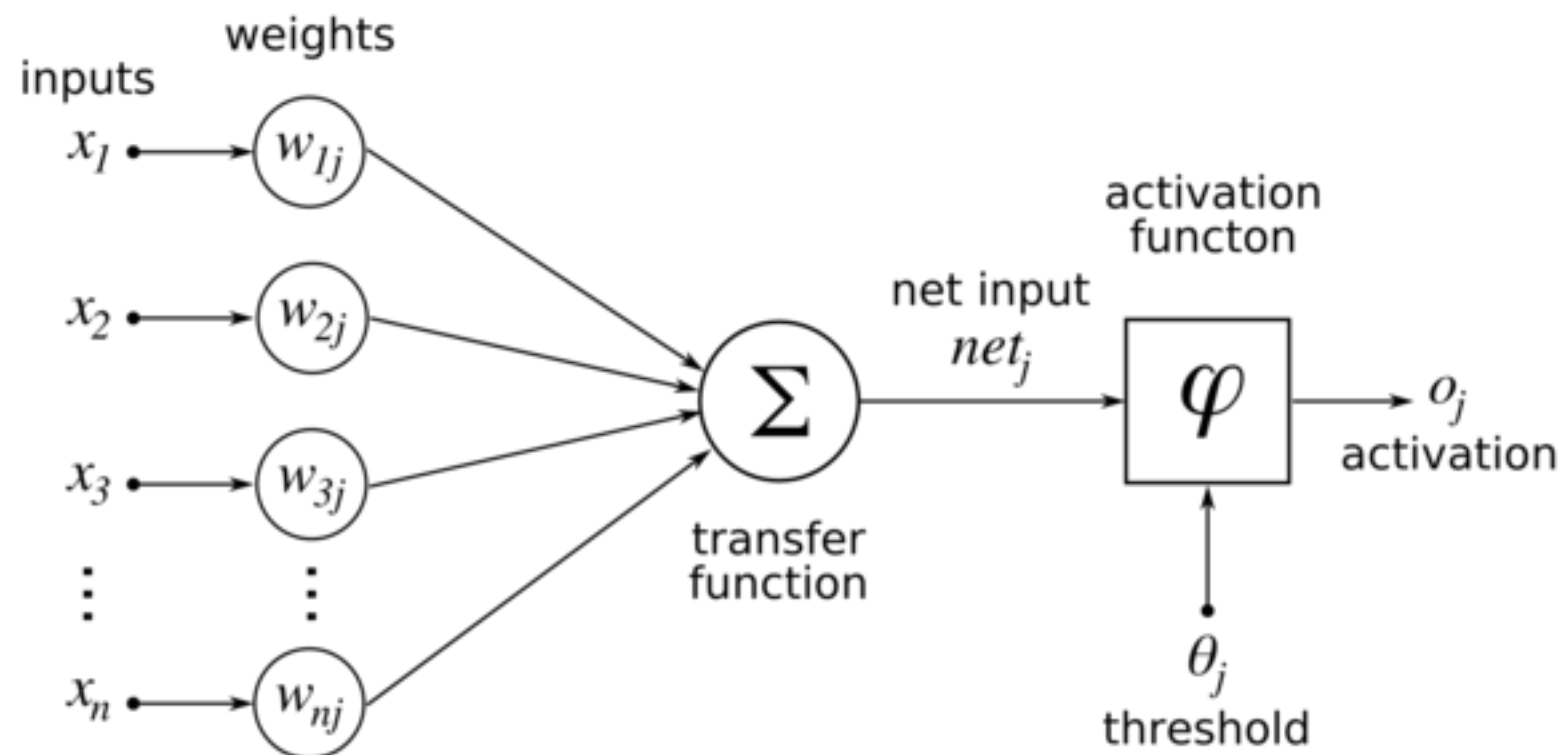 weights
inputs
x1
w1j
x2
w2j
x3
w3j
⋮
⋮
xn
wnj
Σ
transfer
function
net input
netj
activation
functon
φ
oj
activation
θj
threshold